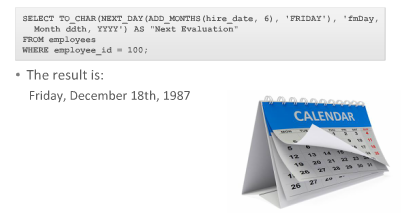 SELECT TO_CHAR(NEXT_DAY(ADD_MONTHS(hire_date, 6), 'FRIDAY'), 'fmDay,
Month ddth, YYYY') AS "Next Evaluation"
FROM employees
WHERE employee_id = 100;
• The result is:
Friday, December 18th, 1987
CALENDAR